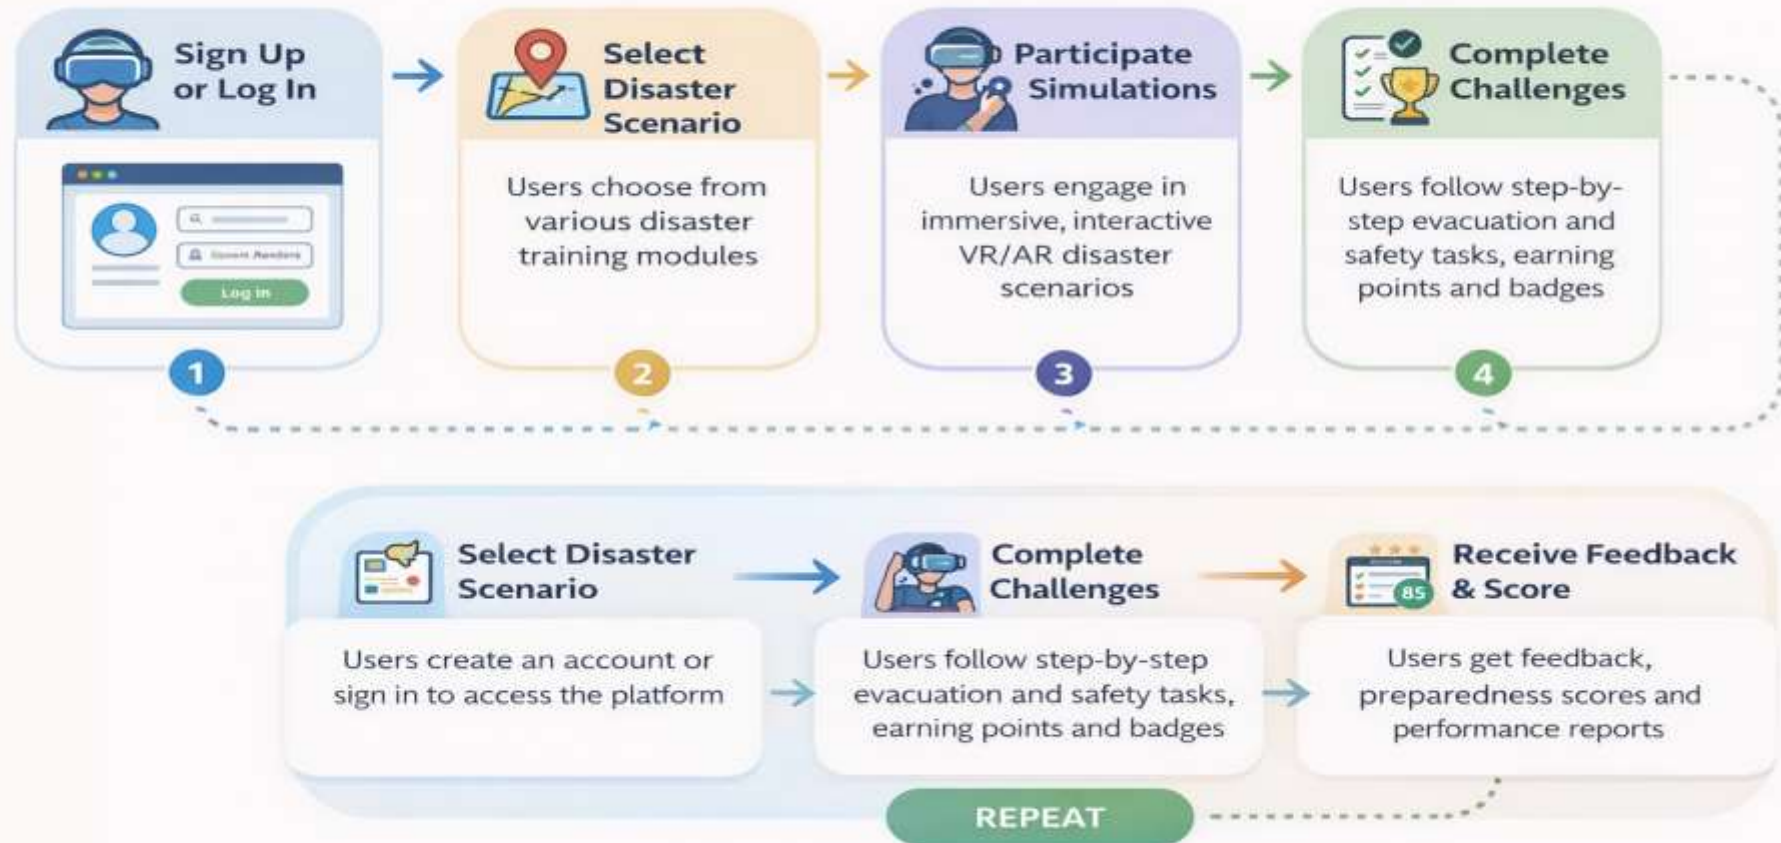 Sign Up
or Log In
Log in
1
Select
Disaster
Scenario
Users choose from
various disaster
training modules
2
Participate
Simulations
Users engage in
immersive, interactive
VR/AR disaster
scenarios
3
Complete
Challenges
Users follow step-by-
step evacuation and
safety tasks, earning
points and badges
4
Select Disaster
Scenario
Users create an account or
sign in to access the platform
Complete
Challenges
Users follow step-by-step
evacuation and safety tasks,
earning points and badges
85
Receive Feedback
& Score
Users get feedback,
preparedness scores and
performance reports
REPEAT